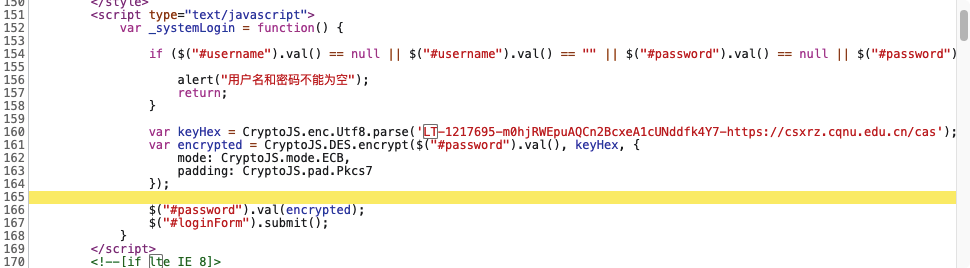 150 </style>
151 <script type="text/javascript">
152 var _systemLogin = function() {
153
154 if ($("#username").val() == null || $("#username").val() == "" || $("#password").val() == null || $("#password")
155
156 alert("用户名和密码不能为空");
157 return;
158 }
159
160 var keyHex = CryptoJS.enc.Utf8.parse('LT-1217695-m0hjRWEpuAQCn2BcxeA1cUNddfk4Y7-https://csxrz.cqnu.edu.cn/cas');
161 var encrypted = CryptoJS.DES.encrypt($("#password").val(), keyHex, {
162 mode: CryptoJS.mode.ECB,
163 padding: CryptoJS.pad.Pkcs7
164 });
165
166 $("#password").val(encrypted);
167 $("#loginForm").submit();
168 }
169 </script>
170 <!--[if lte IE 8]>